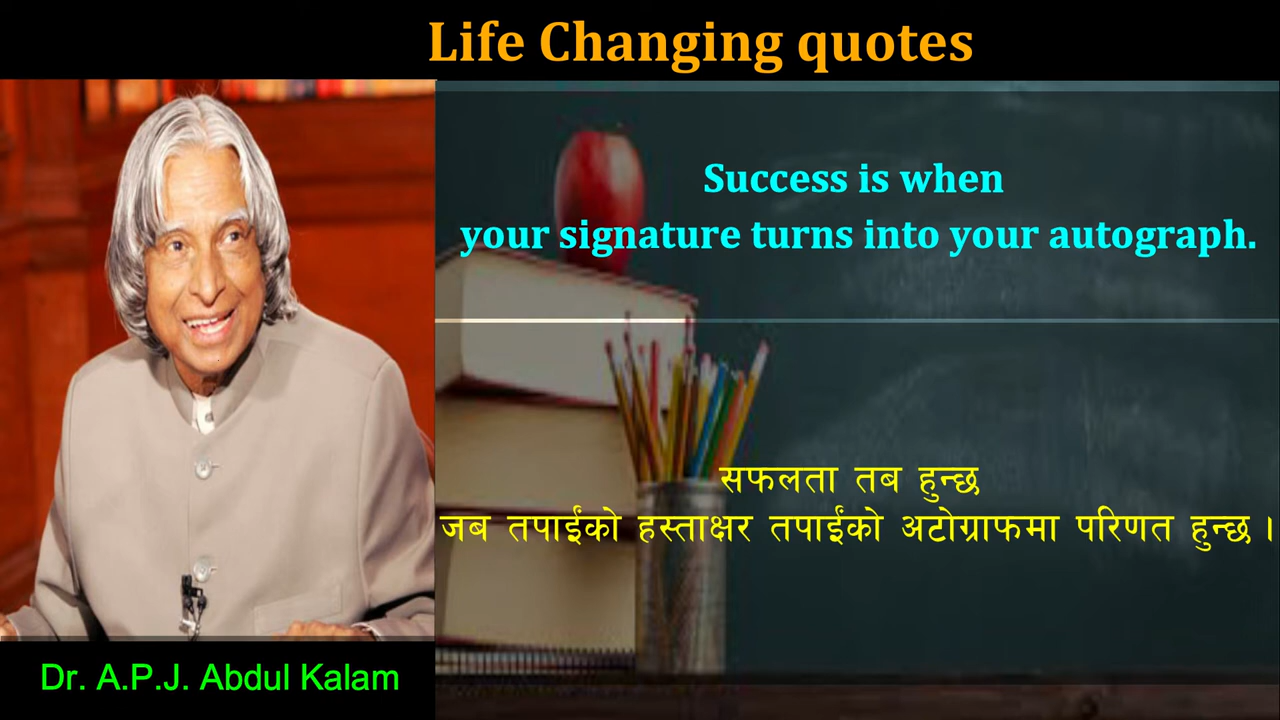 Life Changing quotes
Success is when
your signature turns into your autograph.
सफलता तब हुन्छ
जब तपाईंको हस्ताक्षर तपाईंको अटोग्राफमा परिणत हुन्छ ।
Dr. A.P.J. Abdul Kalam